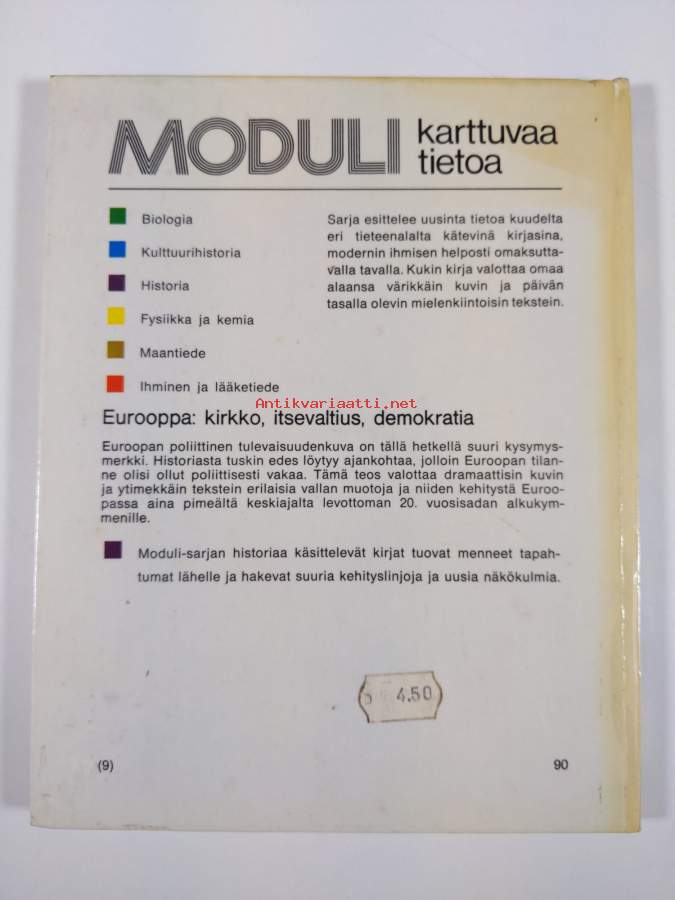 MODULI karttuvaa
tietoa
Biologia
Kulttuurihistoria
Historia
Fysiikka ja kemia
Maantiede
Ihminen ja lääketiede
Sarja esittelee uusinta tietoa kuudelta
eri tieteenalalta kätevinä kirjasina,
modernin ihmisen helposti omaksutta-
valla tavalla. Kukin kirja valottaa omaa
alaansa värikkäin kuvin ja päivän
tasalla olevin mielenkiintoisin tekstein.
Antikvariaatti.net
Eurooppa: kirkko, itsevaltius, demokratia
Euroopan poliittinen tulevaisuudenkuva on tällä hetkellä suuri kysymys-
merkki. Historiasta tuskin edes löytyy ajankohtaa, jolloin Euroopan tilan-
ne olisi ollut poliittisesti vakaa. Tämä teos valottaa dramaattisin kuvin
ja ytimekkäin tekstein erilaisia vallan muotoja ja niiden kehitystä Euroo-
passa aina pimeältä keskiajalta levottoman 20. vuosisadan alkukym-
menille.
Moduli-sarjan historiaa käsittelevät kirjat tuovat menneet tapah-
tumat lähelle ja hakevat suuria kehityslinjoja ja uusia näkökulmia.
4.50
(9)
90